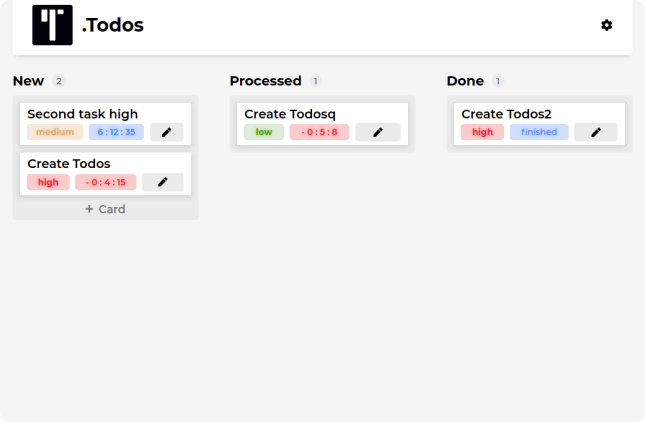 .Todos
New 2
Second task high
medium 6 : 12 : 35
Create Todos
high - 0 : 4 : 15
+ Card
Processed 1
Create Todosq
low - 0 : 5 : 8
Done 1
Create Todos2
high finished